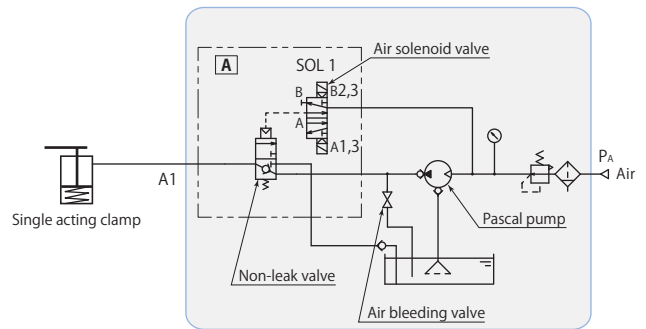 Air solenoid valve
A
SOL 1
B
B2,3
A
A1,3
PA
Air
A1
Pascal pump
Single acting clamp
Non-leak valve
Air bleeding valve